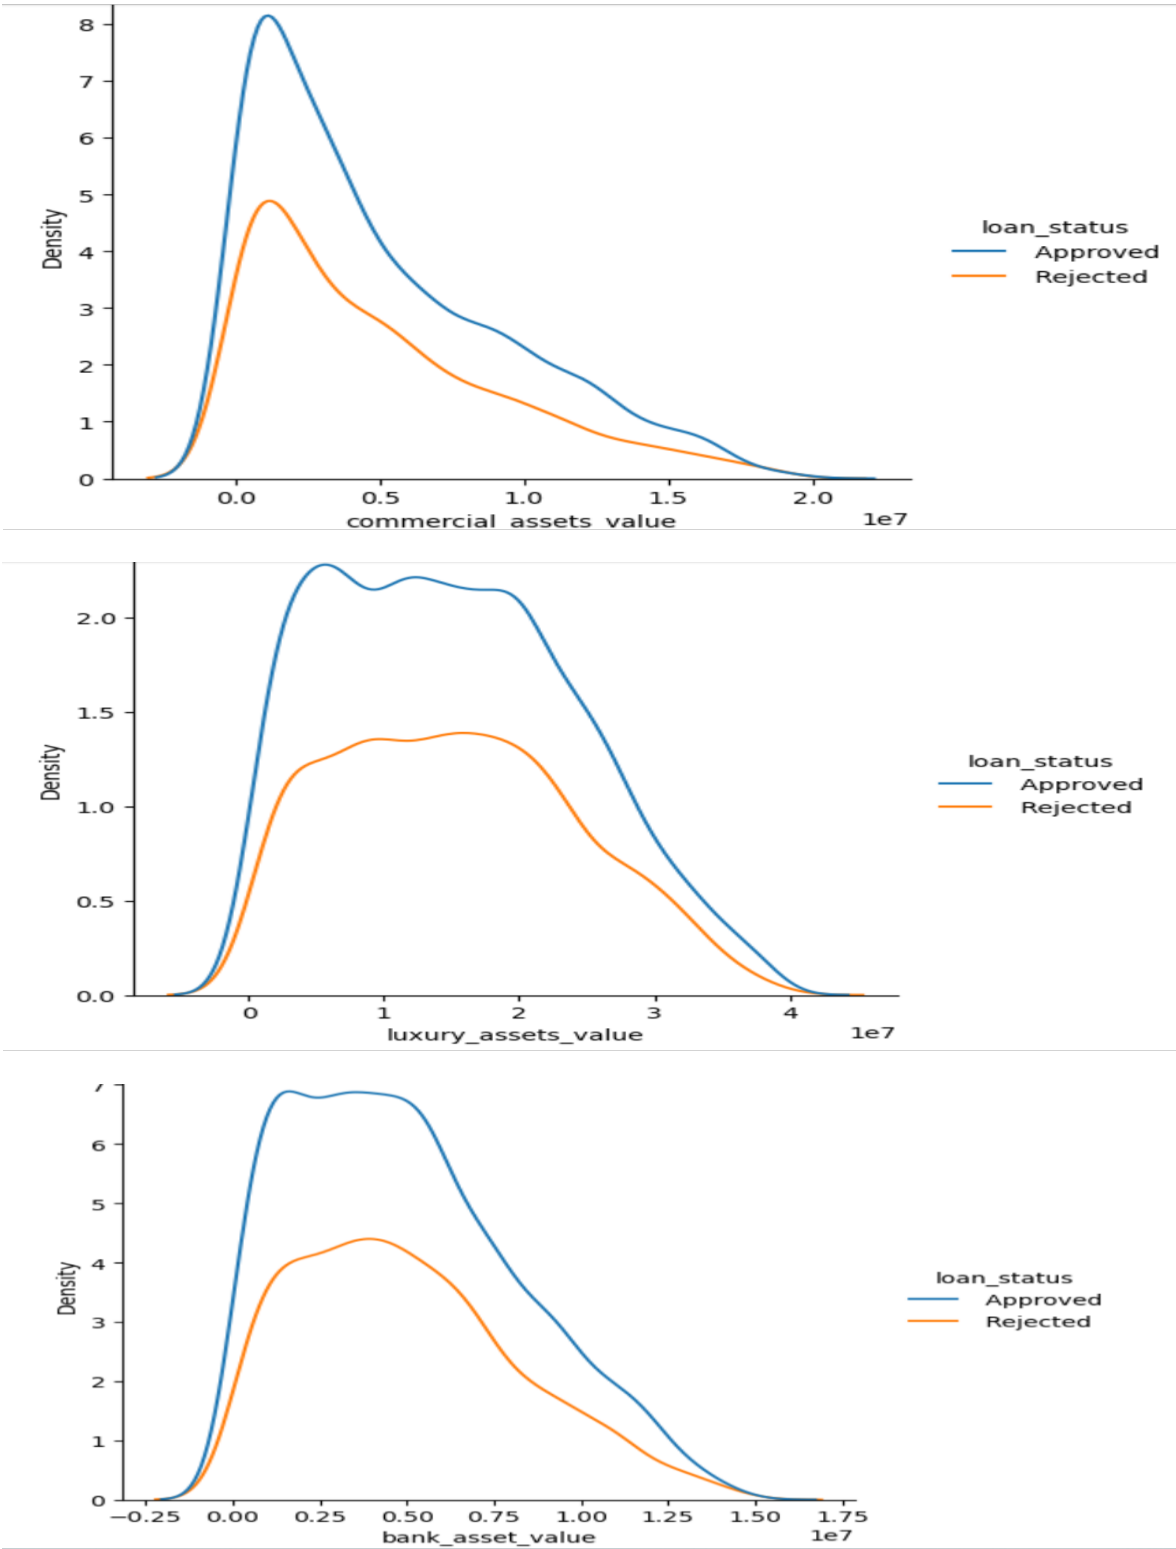 8
7
6
5
4
3
2
1
0
Density
0.0 0.5 1.0 1.5 2.0
1e7
commercial_assets_value
loan_status
Approved
Rejected
2.0
1.5
1.0
0.5
0.0
Density
0 1 2 3 4
1e7
luxury_assets_value
loan_status
Approved
Rejected
7
6
5
4
3
2
1
0
Density
−0.25 0.00 0.25 0.50 0.75 1.00 1.25 1.50 1.75
1e7
bank_asset_value
loan_status
Approved
Rejected